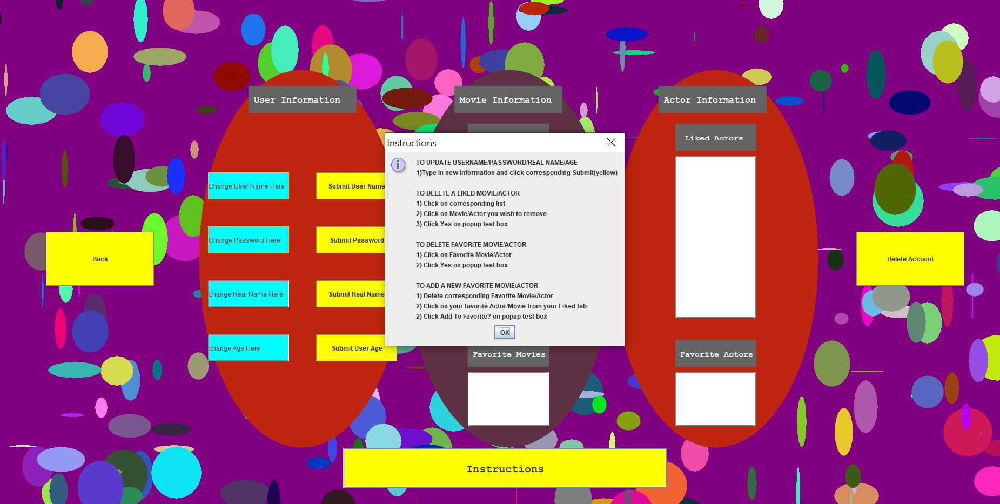 User Information
Movie Information
Actor Information
Liked Actors
Instructions
TO UPDATE USERNAME/PASSWORD/REAL NAME/AGE
1)Type in new information and click corresponding Submit(yellow)
TO DELETE A LIKED MOVIE/ACTOR
1) Click on corresponding list
2) Click on Movie/Actor you wish to remove
3) Click Yes on popup test box
TO DELETE FAVORITE MOVIE/ACTOR
1) Click on Favorite Movie/Actor
2) Click Yes on popup test box
TO ADD A NEW FAVORITE MOVIE/ACTOR
1) Delete corresponding Favorite Movie/Actor
2) Click on your favorite Actor/Movie from your Liked tab
2) Click Add To Favorite? on popup test box
OK
Change User Name Here
Submit User Name
Change Password Here
Submit Password
Back
Delete Account
change Real Name Here
Submit Real Name
change Age Here
Submit User Age
Favorite Movies
Favorite Actors
Instructions